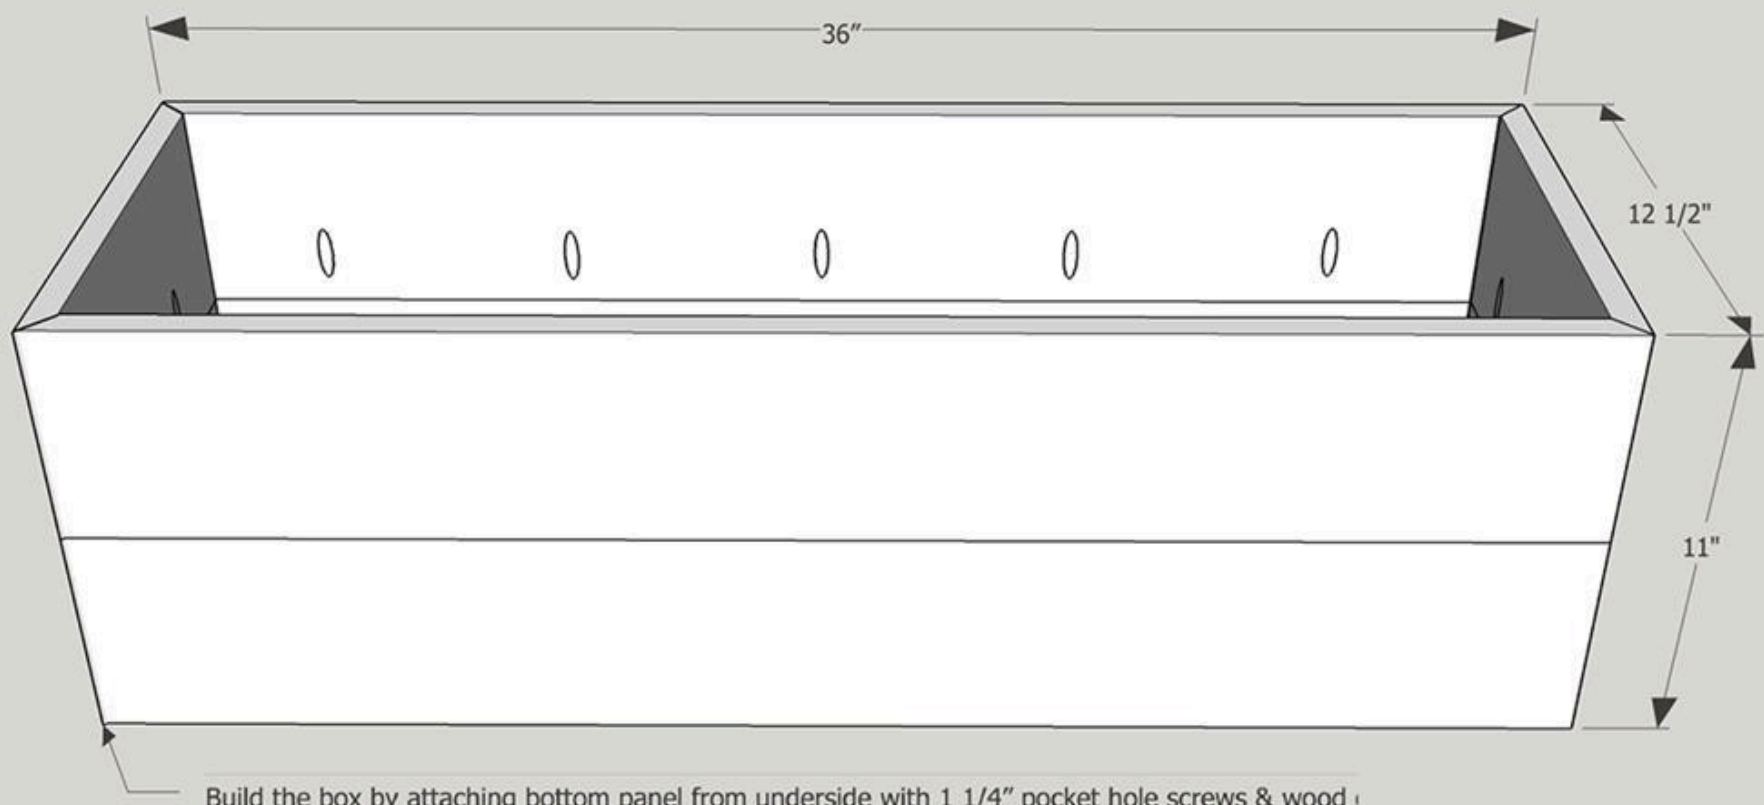 36”
12 1/2"
11"
Build the box by attaching bottom panel from underside with 1 1/4” pocket hole screws & wood